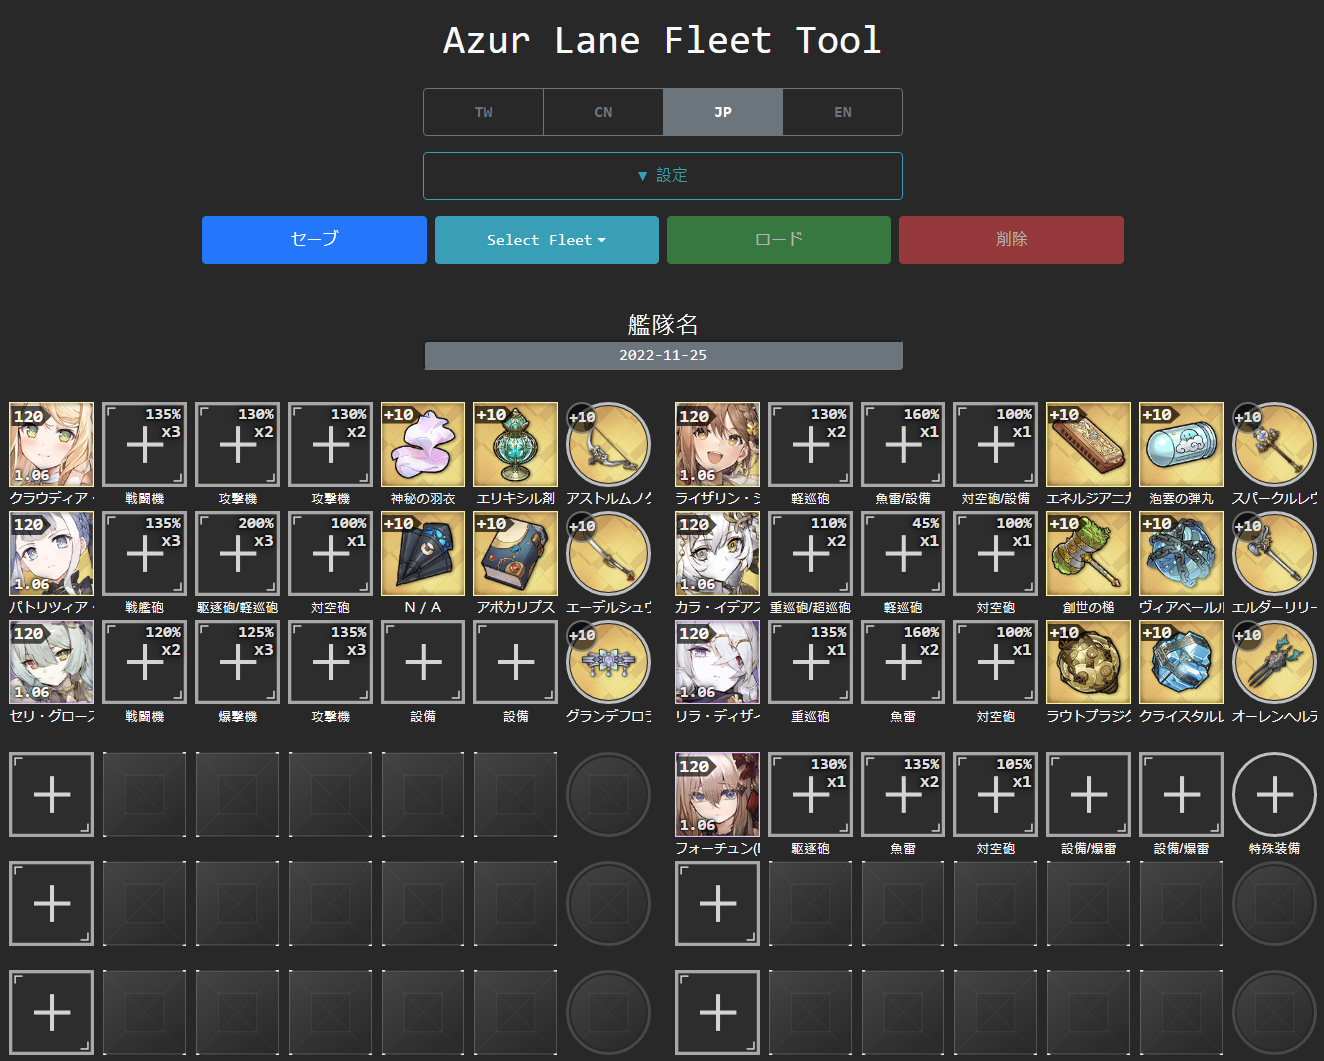 Azur Lane Fleet Tool
TW CN JP EN
▼ 設定
セーブ Select Fleet ロード 削除
艦隊名
2022-11-25
120 135% 130% 130% +10 +10 +10 120 130% 160% 100% +10 +10 +10
x3 x2 x2 x2 x1 x1
1.06 1.06
クラウディア・ 戦闘機 攻撃機 攻撃機 神秘の羽衣 エリキシル剤 アストルムノク ライザリン・シ 軽巡砲 魚雷/設備 対空砲/設備 エネルジアニカ 泡雲の弾丸 スパークルレウ
120 135% 200% 100% +10 +10 +10 120 110% 45% 100% +10 +10 +10
x3 x3 x1 x2 x1 x1
1.06 1.06
パトリツィア・ 戦艦砲 駆逐砲/軽巡砲 対空砲 N / A アポカリプス エーデルシュウ カラ・イデアス 重巡砲/超巡砲 軽巡砲 対空砲 創世の槌 ヴィアベールル エルダーリリー
120 120% 125% 135% +10 120 135% 160% 100% +10 +10 +10
x2 x3 x3 x1 x2 x1
1.06 1.06
セリ・グロース 戦闘機 爆撃機 攻撃機 設備 設備 グランデフロラ リラ・ディザイ 重巡砲 魚雷 対空砲 ラウトプラジグ クライスタルレ オーレンヘルデ
120 130% 135% 105%
x1 x2 x1
1.06
フォーチュン( 駆逐砲 魚雷 対空砲 設備/爆雷 設備/爆雷 特殊装備